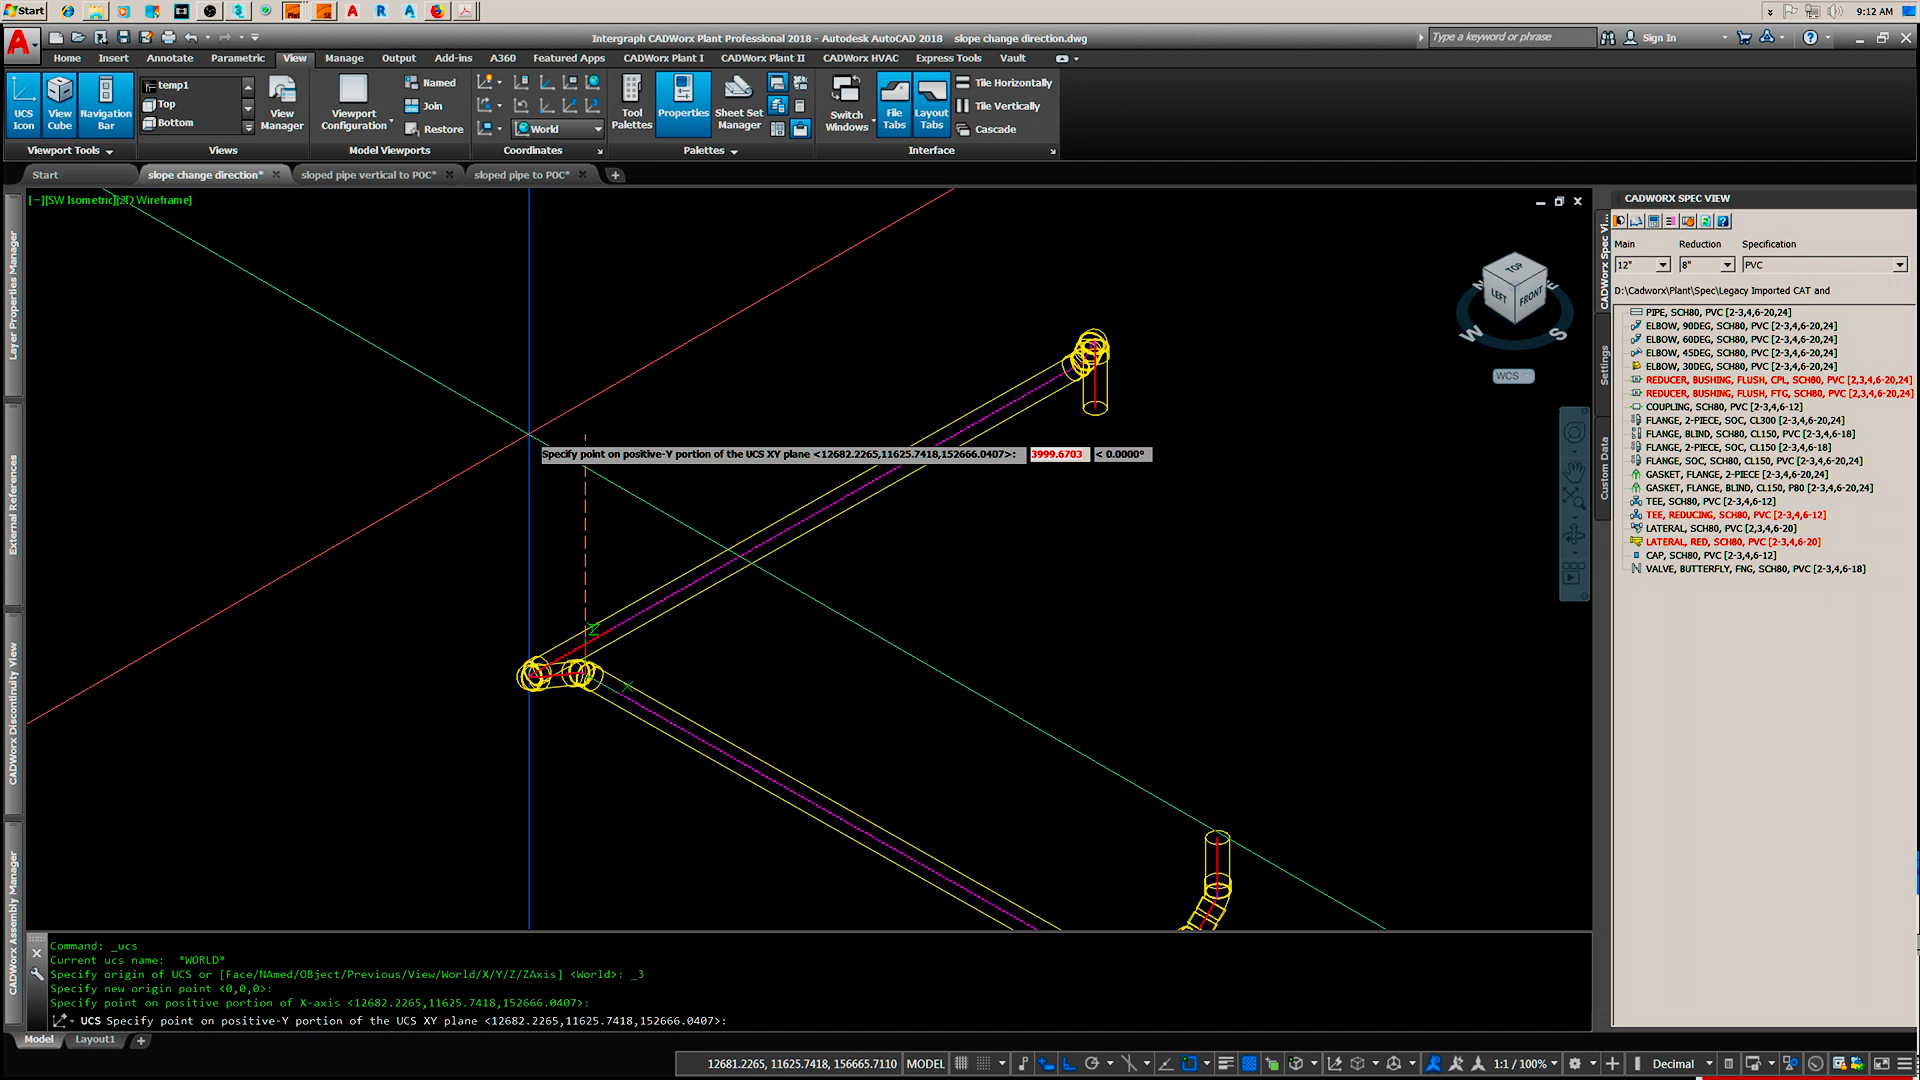 Start
9:12 AM
Intergraph CADWorx Plant Professional 2018 - Autodesk AutoCAD 2018 slope change direction.dwg
Type a keyword or phrase
Sign In
Home Insert Annotate Parametric View Manage Output Add-ins A360 Featured Apps CADWorx Plant I CADWorx Plant II CADWorx HVAC Express Tools Vault
UCS Icon
View Cube
Navigation Bar
temp1
Top
Bottom
View Manager
Viewport Configuration
Named
Join
Restore
World
Tool Palettes
Properties
Sheet Set Manager
Switch Windows
File Tabs
Layout Tabs
Tile Horizontally
Tile Vertically
Cascade
Viewport Tools
Views
Model Viewports
Coordinates
Palettes
Interface
Start
slope change direction*
sloped pipe vertical to POC*
sloped pipe to POC*
[−][SW Isometric][2D Wireframe]
Layer Properties Manager
External References
CADWorx Discontinuity View
CADWorx Assembly Manager
TOP
LEFT
FRONT
W
S
WCS
Specify point on positive-Y portion of the UCS XY plane <12682.2265,11625.7418,152666.0407>: 3999.6703 < 0.0000°
CADWorx Spec Vi...
Settings
Custom Data
CADWORX SPEC VIEW
Main Reduction Specification
12" 8" PVC
D:\Cadworx\Plant\Spec\Legacy Imported CAT and
PIPE, SCH80, PVC [2-3,4,6-20,24]
ELBOW, 90DEG, SCH80, PVC [2-3,4,6-20,24]
ELBOW, 60DEG, SCH80, PVC [2-3,4,6-20,24]
ELBOW, 45DEG, SCH80, PVC [2-3,4,6-20,24]
ELBOW, 30DEG, SCH80, PVC [2-3,4,6-20,24]
REDUCER, BUSHING, FLUSH, CPL, SCH80, PVC [2,3,4,6-20,24]
REDUCER, BUSHING, FLUSH, FTG, SCH80, PVC [2-3,4,6-20,24]
COUPLING, SCH80, PVC [2-3,4,6-12]
FLANGE, 2-PIECE, SOC, CL300 [2-3,4,6-20,24]
FLANGE, BLIND, SCH80, CL150, PVC [2-3,4,6-18]
FLANGE, 2-PIECE, SOC, CL150 [2-3,4,6-18]
FLANGE, SOC, SCH80, CL150, PVC [2-3,4,6-20,24]
GASKET, FLANGE, 2-PIECE [2-3,4,6-20,24]
GASKET, FLANGE, BLIND, CL150, P80 [2-3,4,6-20,24]
TEE, SCH80, PVC [2-3,4,6-12]
TEE, REDUCING, SCH80, PVC [2-3,4,6-12]
LATERAL, SCH80, PVC [2,3,4,6-20]
LATERAL, RED, SCH80, PVC [2-3,4,6-20]
CAP, SCH80, PVC [2-3,4,6-12]
VALVE, BUTTERFLY, FNG, SCH80, PVC [2-3,4,6-18]
Command: _ucs
Current ucs name: *WORLD*
Specify origin of UCS or [Face/NAmed/OBject/Previous/View/World/X/Y/Z/ZAxis] <World>: _3
Specify new origin point <0,0,0>:
Specify point on positive portion of X-axis <12682.2265,11625.7418,152666.0407>:
UCS Specify point on positive-Y portion of the UCS XY plane <12682.2265,11625.7418,152666.0407>:
Model
Layout1
12681.2265, 11625.7418, 156665.7110 MODEL
1:1 / 100%
Decimal